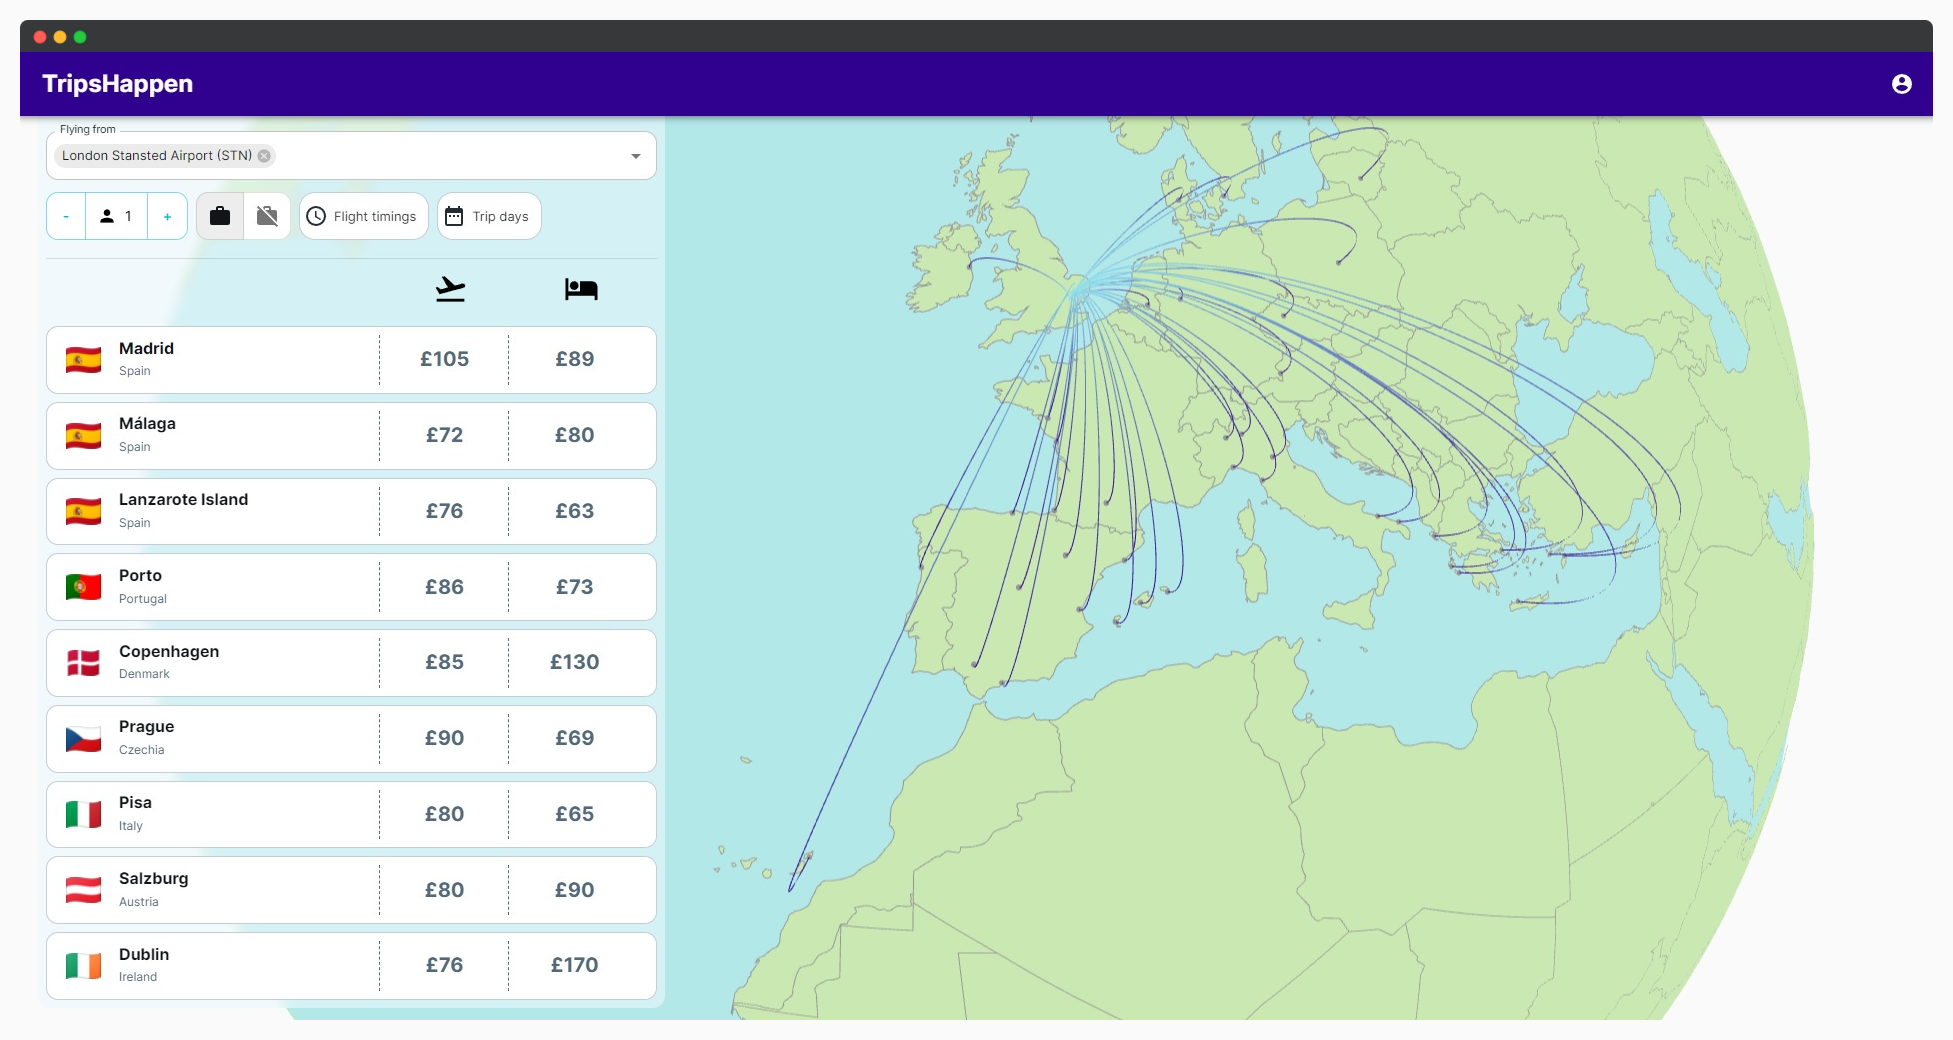 TripsHappen
Flying from
London Stansted Airport (STN)
- 1 +
Flight timings
Trip days
Madrid
Spain
£105
£89
Málaga
Spain
£72
£80
Lanzarote Island
Spain
£76
£63
Porto
Portugal
£86
£73
Copenhagen
Denmark
£85
£130
Prague
Czechia
£90
£69
Pisa
Italy
£80
£65
Salzburg
Austria
£80
£90
Dublin
Ireland
£76
£170